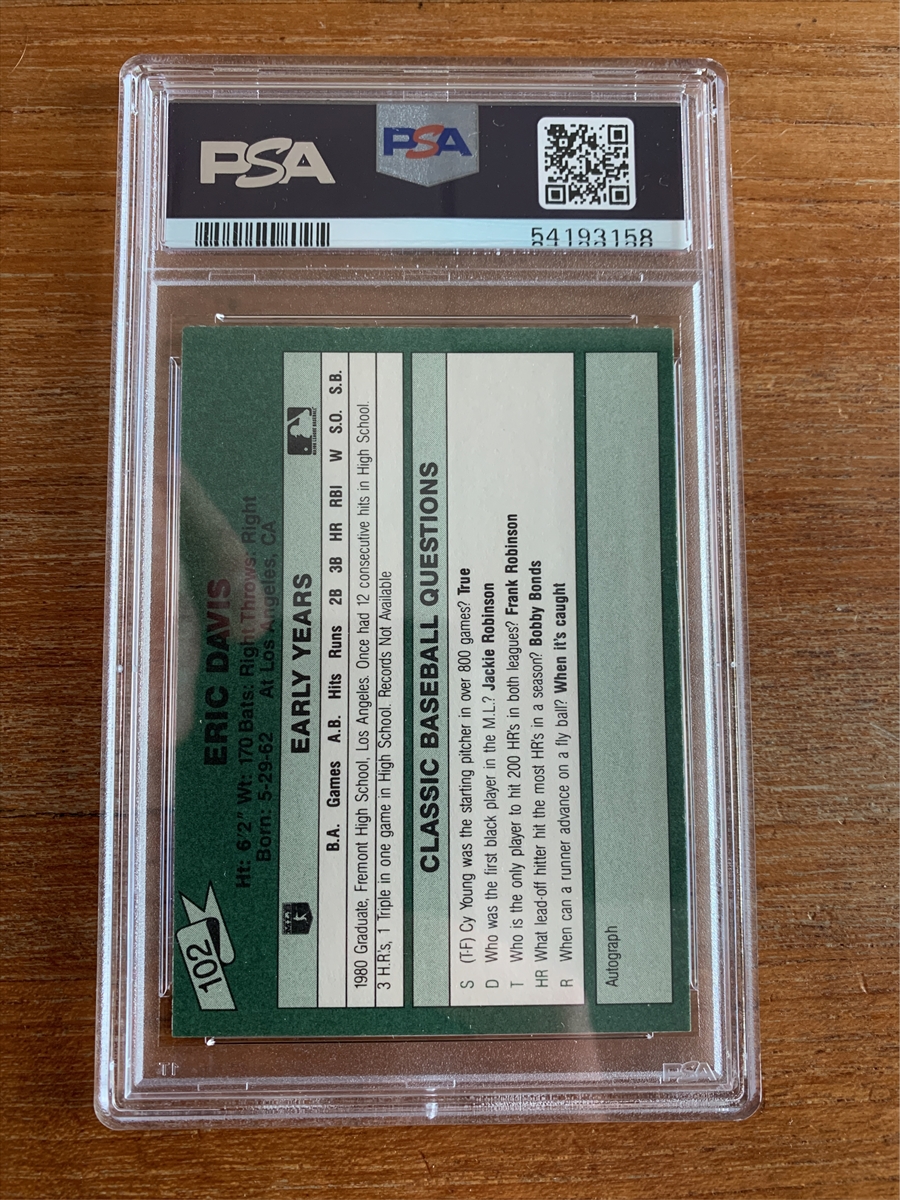 PSA
PSA
54193158
102
ERIC DAVIS
Ht: 6'2" Wt: 170 Bats: Right Throws: Right
Born: 5-29-62 At Los Angeles, CA
EARLY YEARS
B.A. Games A.B. Hits Runs 2B 3B HR RBI W S.O. S.B.
1980 Graduate, Fremont High School, Los Angeles. Once had 12 consecutive hits in High School.
3 H.R.'s, 1 Triple in one game in High School. Records Not Available
CLASSIC BASEBALL QUESTIONS
S (T-F) Cy Young was the starting pitcher in over 800 games? True
D Who was the first black player in the M.L.? Jackie Robinson
T Who is the only player to hit 200 HR's in both leagues? Frank Robinson
HR What lead-off hitter hit the most HR's in a season? Bobby Bonds
R When can a runner advance on a fly ball? When it's caught
Autograph
PSA